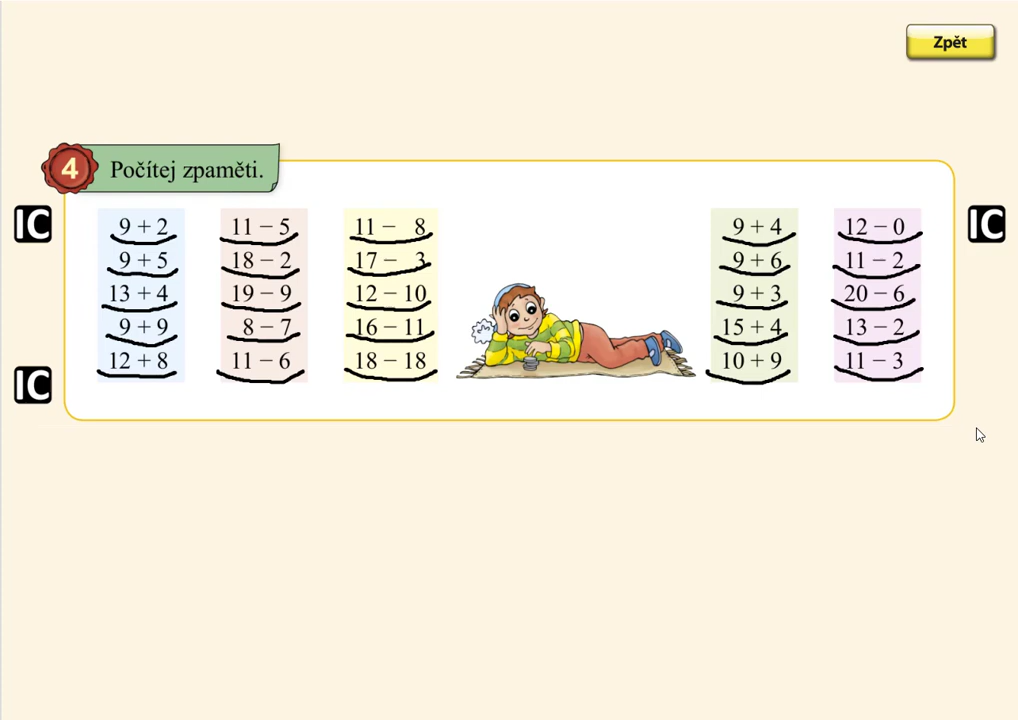 Zpět
4 Počítej zpaměti.
IC
9 + 2 11 − 5 11 − 8 9 + 4 12 − 0
IC
9 + 5 18 − 2 17 − 3 9 + 6 11 − 2
13 + 4 19 − 9 12 − 10 9 + 3 20 − 6
9 + 9 8 − 7 16 − 11 15 + 4 13 − 2
12 + 8 11 − 6 18 − 18 10 + 9 11 − 3
IC